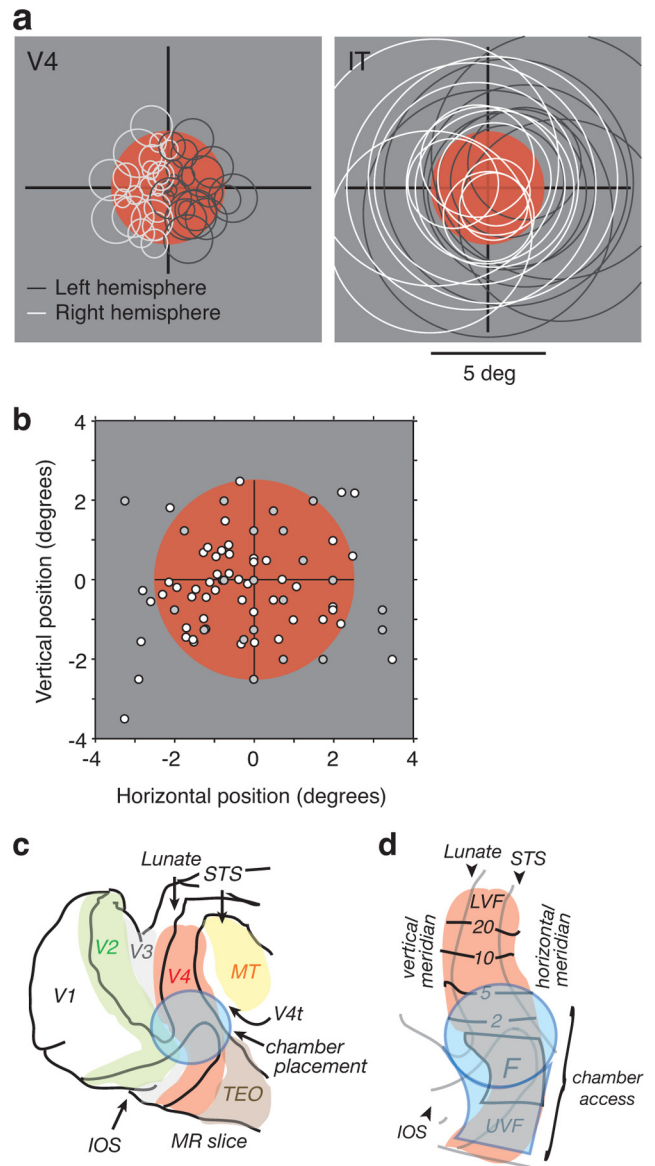 a
V4
IT
Left hemisphere
Right hemisphere
5 deg
b
Vertical position (degrees)
4
2
0
-2
-4
-4 -2 0 2 4
Horizontal position (degrees)
c
Lunate
STS
V2
V3
V4
MT
V1
V4t
chamber
placement
TEO
IOS
MR slice
d
Lunate
STS
LVF
20
10
5
2
vertical
meridian
horizontal
meridian
F
chamber
access
UVF
IOS